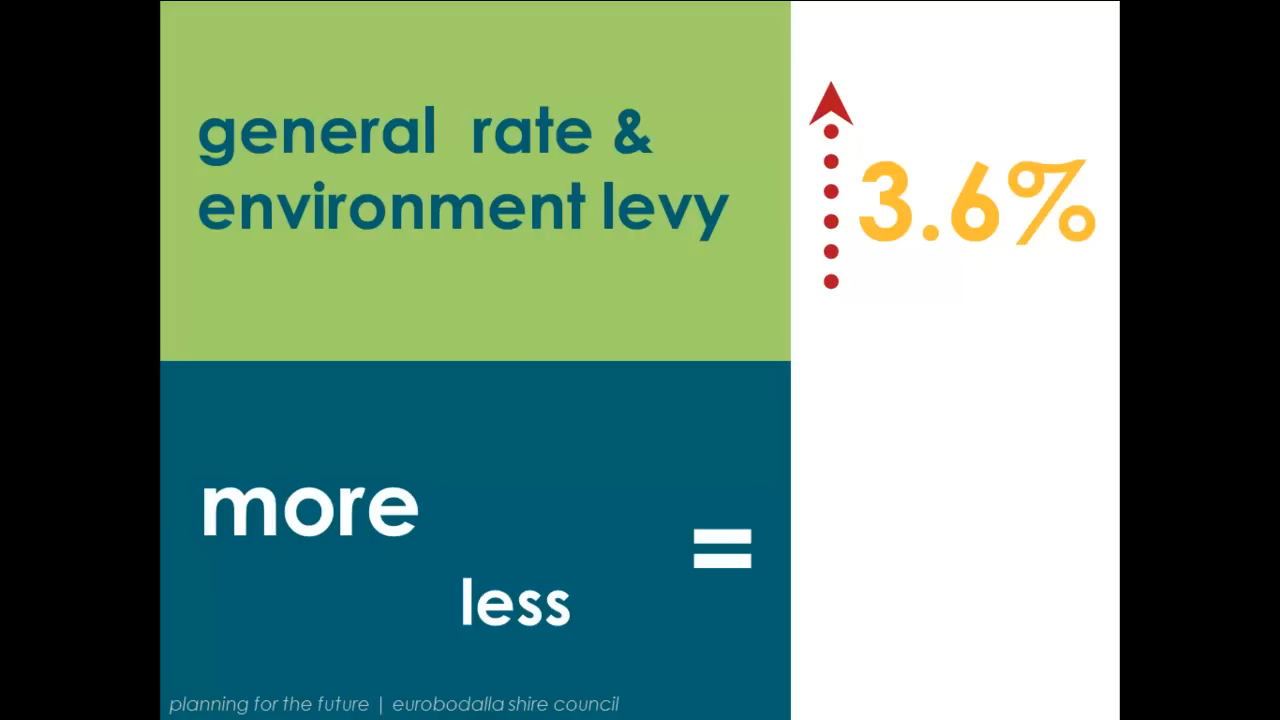 general rate &
environment levy
3.6%
more
less
=
planning for the future | eurobodalla shire council